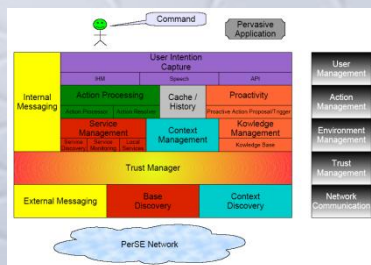 Command
Pervasive
Application
User Intention
Capture
IHM
Speech
API
Internal
Messaging
Action Processing
Action Processor
Action Resolver
Cache /
History
Proactivity
Proactive Action Proposal/Trigger
Service
Management
Service
Discovery
Service
Monitoring
Local
Services
Context
Management
Kowledge
Management
Kowledge Base
Trust Manager
External Messaging
Base
Discovery
Context
Discovery
PerSE Network
User
Management
Action
Management
Environment
Management
Trust
Management
Network
Communication